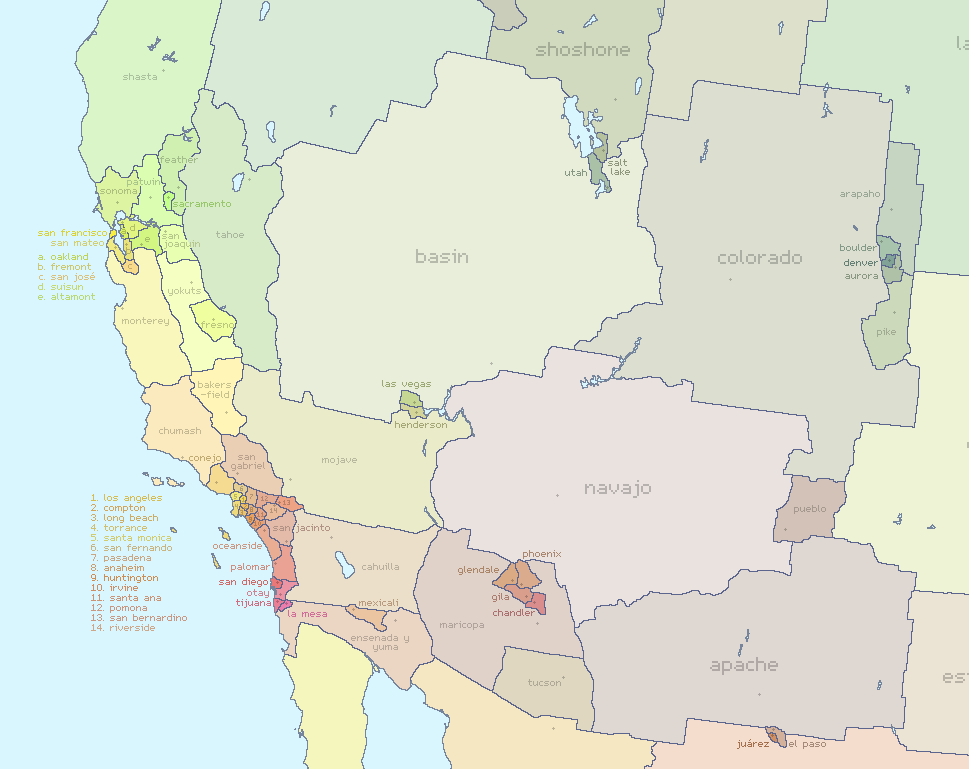 shoshone
la
shasta
feather
patwin
sonoma
sacramento
utah
salt
lake
arapaho
san francisco
san mateo
d
e
san
joaquin
tahoe
basin
colorado
boulder
denver
aurora
a. oakland
b. fremont
c. san josé
d. suisun
e. altamont
c
yokuts
monterey
fresno
pike
bakers
-field
las vegas
henderson
chumash
conejo
san
gabriel
mojave
navajo
pueblo
1. los angeles
2. compton
3. long beach
4. torrance
5. santa monica
6. san fernando
7. pasadena
8. anaheim
9. huntington
10. irvine
11. santa ana
12. pomona
13. san bernardino
14. riverside
12
13
14
san jacinto
oceanside
palomar
cahuilla
san diego
otay
tijuana
la mesa
mexicali
ensenada y
yuma
phoenix
glendale
gila
chandler
maricopa
tucson
apache
est
juárez
el paso